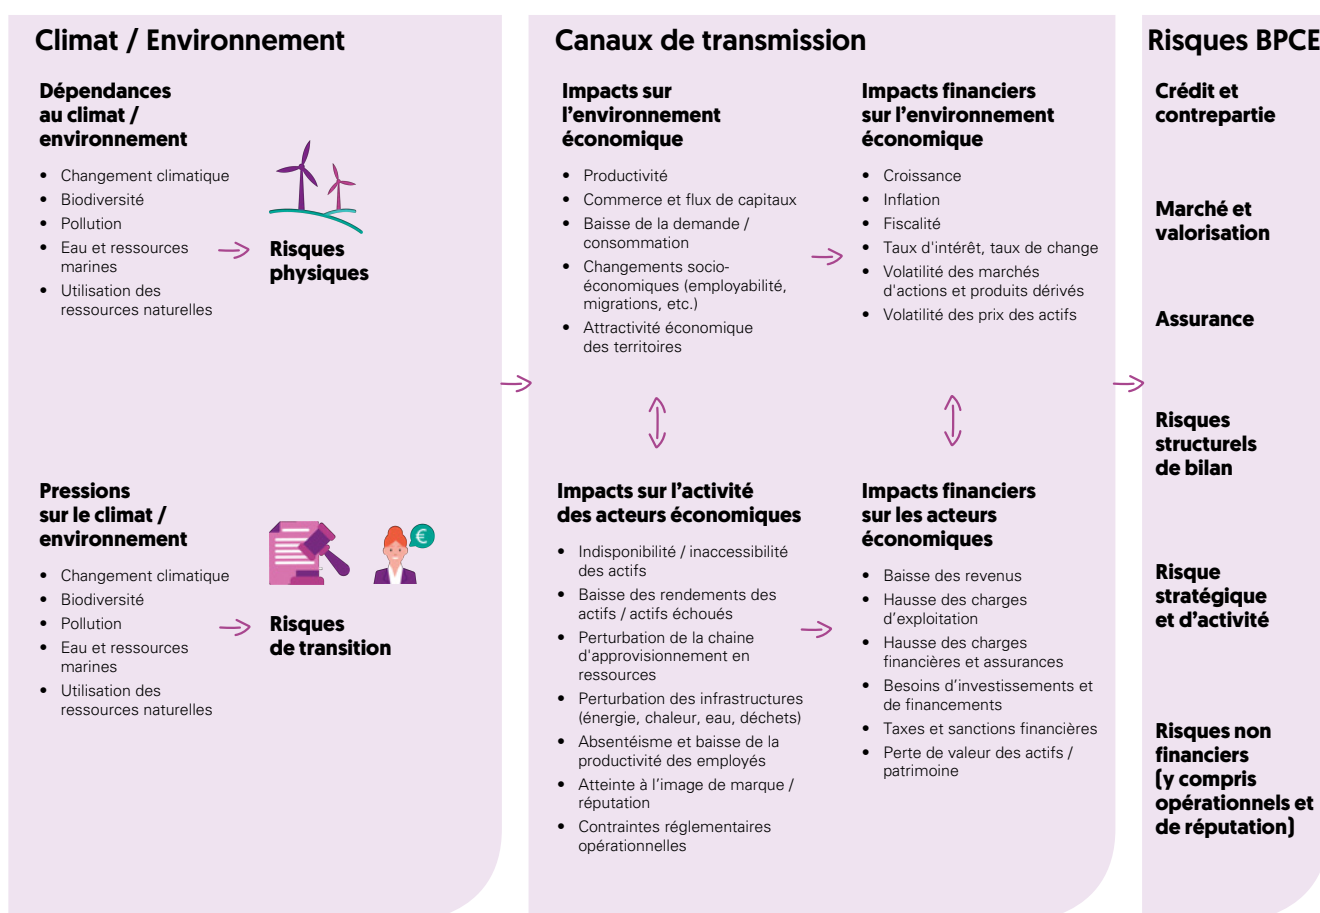 Climat / Environnement
Dépendances
au climat /
environnement
• Changement climatique
• Biodiversité
• Pollution
• Eau et ressources
marines
• Utilisation des
ressources naturelles
Risques
physiques
Pressions
sur le climat /
environnement
• Changement climatique
• Biodiversité
• Pollution
• Eau et ressources
marines
• Utilisation des
ressources naturelles
€
Risques
de transition
Canaux de transmission
Impacts sur
l’environnement
économique
• Productivité
• Commerce et flux de capitaux
• Baisse de la demande /
consommation
• Changements socio-
économiques (employabilité,
migrations, etc.)
• Attractivité économique
des territoires
Impacts financiers
sur l’environnement
économique
• Croissance
• Inflation
• Fiscalité
• Taux d'intérêt, taux de change
• Volatilité des marchés
d'actions et produits dérivés
• Volatilité des prix des actifs
Impacts sur l’activité
des acteurs économiques
• Indisponibilité / inaccessibilité
des actifs
• Baisse des rendements des
actifs / actifs échoués
• Perturbation de la chaine
d'approvisionnement en
ressources
• Perturbation des infrastructures
(énergie, chaleur, eau, déchets)
• Absentéisme et baisse de la
productivité des employés
• Atteinte à l’image de marque /
réputation
• Contraintes réglementaires
opérationnelles
Impacts financiers
sur les acteurs
économiques
• Baisse des revenus
• Hausse des charges
d’exploitation
• Hausse des charges
financières et assurances
• Besoins d’investissements et
de financements
• Taxes et sanctions financières
• Perte de valeur des actifs /
patrimoine
Risques BPCE
Crédit et
contrepartie
Marché et
valorisation
Assurance
Risques
structurels
de bilan
Risque
stratégique
et d’activité
Risques non
financiers
(y compris
opérationnels et
de réputation)